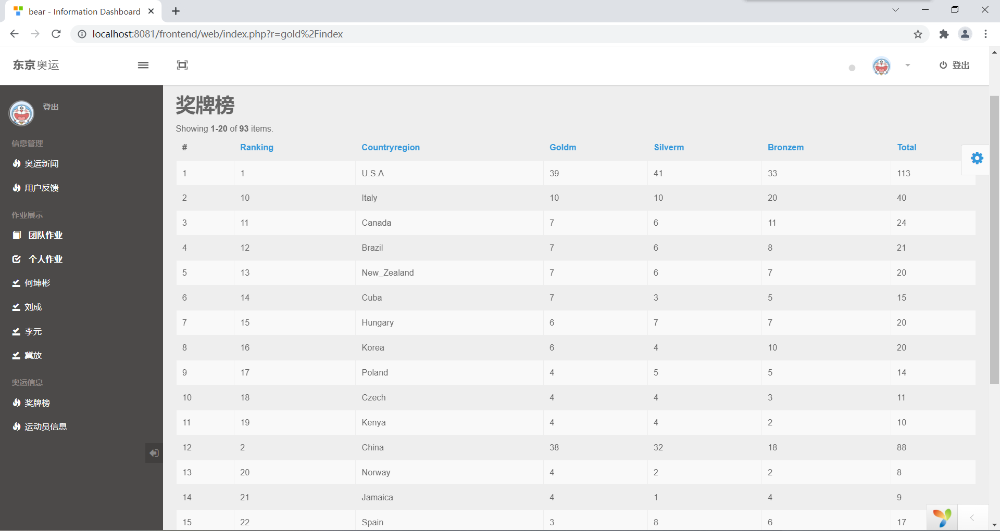 bear - Information Dashboard
localhost:8081/frontend/web/index.php?r=gold%2Findex
东京奥运
登出
登出
信息管理
奥运新闻
用户反馈
作业展示
团队作业
个人作业
何坤彬
刘成
李元
冀放
奥运信息
奖牌榜
运动员信息
奖牌榜
Showing 1-20 of 93 items.
# Ranking Countryregion Goldm Silverm Bronzem Total
1 1 U.S.A 39 41 33 113
2 10 Italy 10 10 20 40
3 11 Canada 7 6 11 24
4 12 Brazil 7 6 8 21
5 13 New_Zealand 7 6 7 20
6 14 Cuba 7 3 5 15
7 15 Hungary 6 7 7 20
8 16 Korea 6 4 10 20
9 17 Poland 4 5 5 14
10 18 Czech 4 4 3 11
11 19 Kenya 4 4 2 10
12 2 China 38 32 18 88
13 20 Norway 4 2 2 8
14 21 Jamaica 4 1 4 9
15 22 Spain 3 8 6 17